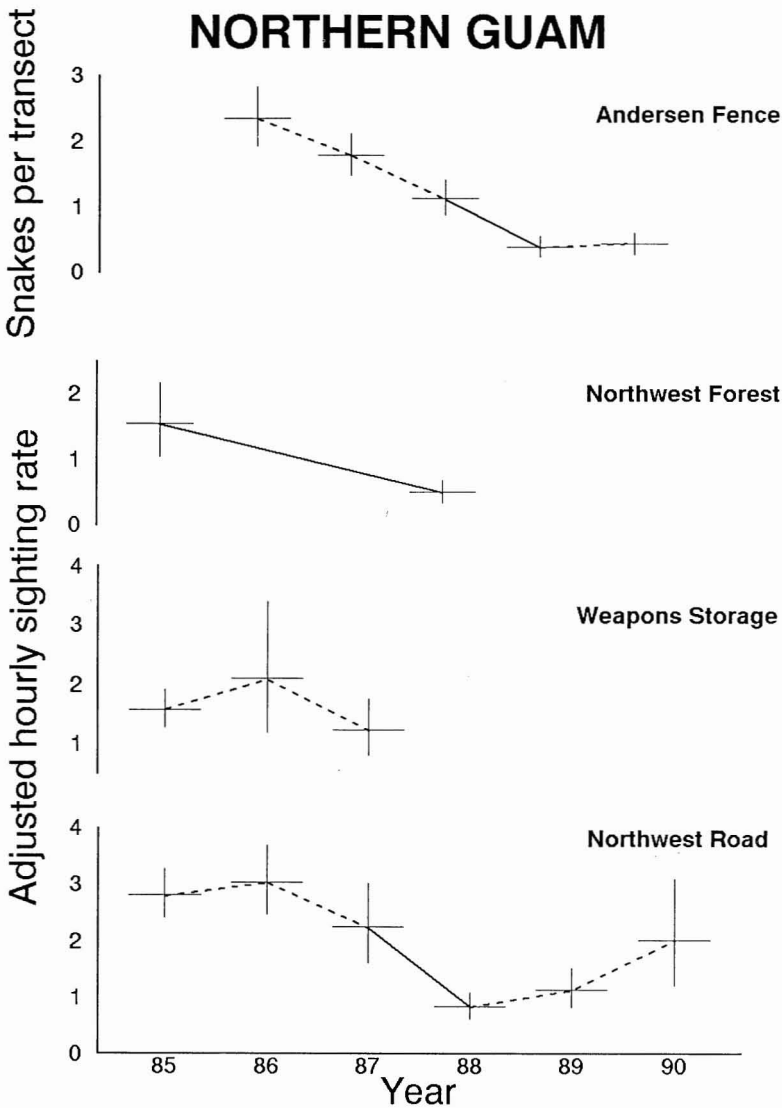 NORTHERN GUAM
Snakes per transect
3
2
1
0
Andersen Fence
Adjusted hourly sighting rate
2
1
0
Northwest Forest
4
3
2
1
Weapons Storage
4
3
2
1
0
Northwest Road
85 86 87 88 89 90
Year